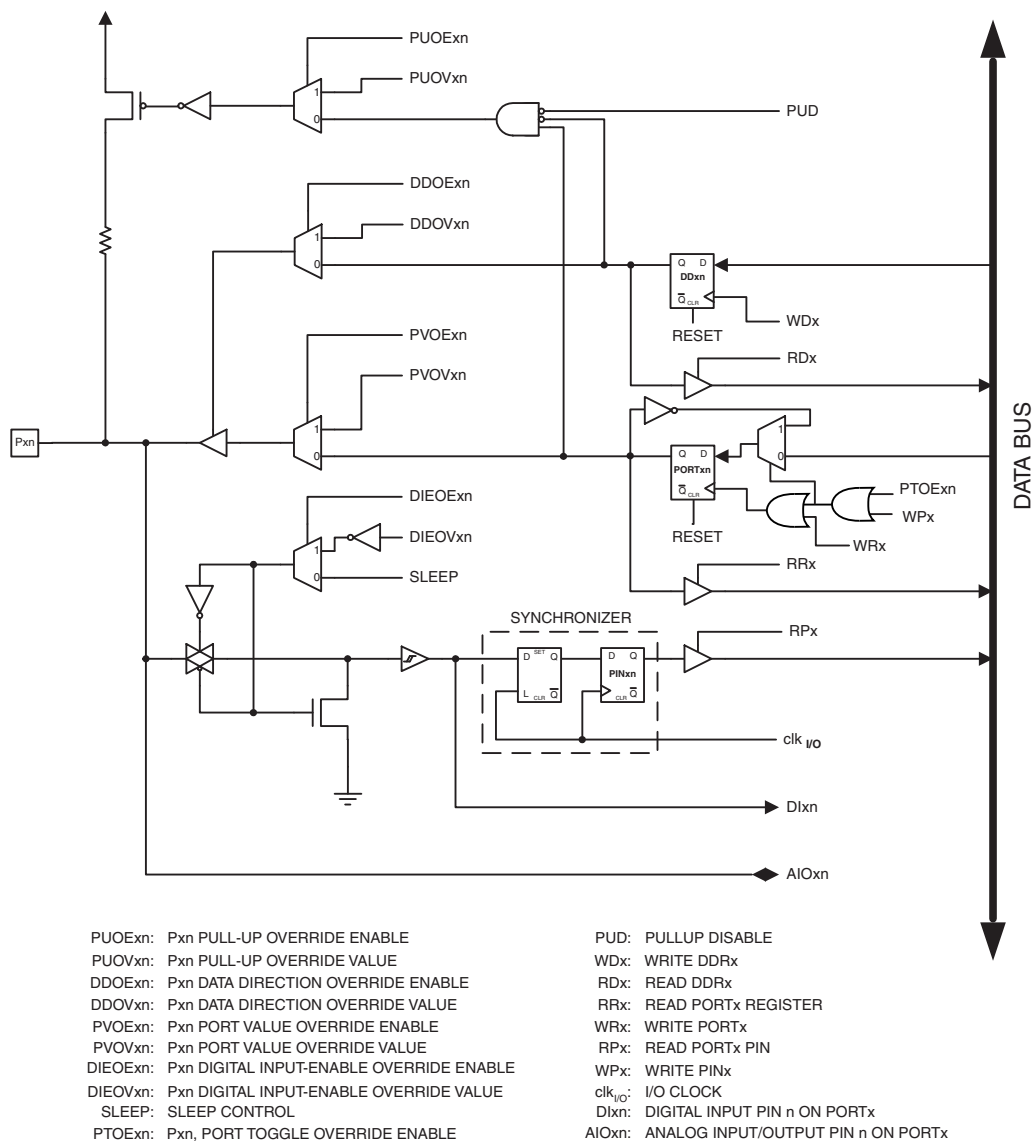 PUOExn
PUOVxn
1
0
PUD
DDOExn
DDOVxn
1
0
Q D
DDxn
Q CLR
WDx
RESET
PVOExn
RDx
PVOVxn
Pxn
1
0
1
0
Q D
PORTxn
Q CLR
PTOExn
WPx
RESET
WRx
DIEOExn
DIEOVxn
1
0
SLEEP
RRx
SYNCHRONIZER
RPx
D SET Q
L CLR Q
D Q
PINxn
CLR Q
clk I/O
DIxn
AIOxn
DATA BUS
PUOExn: Pxn PULL-UP OVERRIDE ENABLE
PUOVxn: Pxn PULL-UP OVERRIDE VALUE
DDOExn: Pxn DATA DIRECTION OVERRIDE ENABLE
DDOVxn: Pxn DATA DIRECTION OVERRIDE VALUE
PVOExn: Pxn PORT VALUE OVERRIDE ENABLE
PVOVxn: Pxn PORT VALUE OVERRIDE VALUE
DIEOExn: Pxn DIGITAL INPUT-ENABLE OVERRIDE ENABLE
DIEOVxn: Pxn DIGITAL INPUT-ENABLE OVERRIDE VALUE
SLEEP: SLEEP CONTROL
PTOExn: Pxn, PORT TOGGLE OVERRIDE ENABLE
PUD: PULLUP DISABLE
WDx: WRITE DDRx
RDx: READ DDRx
RRx: READ PORTx REGISTER
WRx: WRITE PORTx
RPx: READ PORTx PIN
WPx: WRITE PINx
clkI/O: I/O CLOCK
DIxn: DIGITAL INPUT PIN n ON PORTx
AIOxn: ANALOG INPUT/OUTPUT PIN n ON PORTx